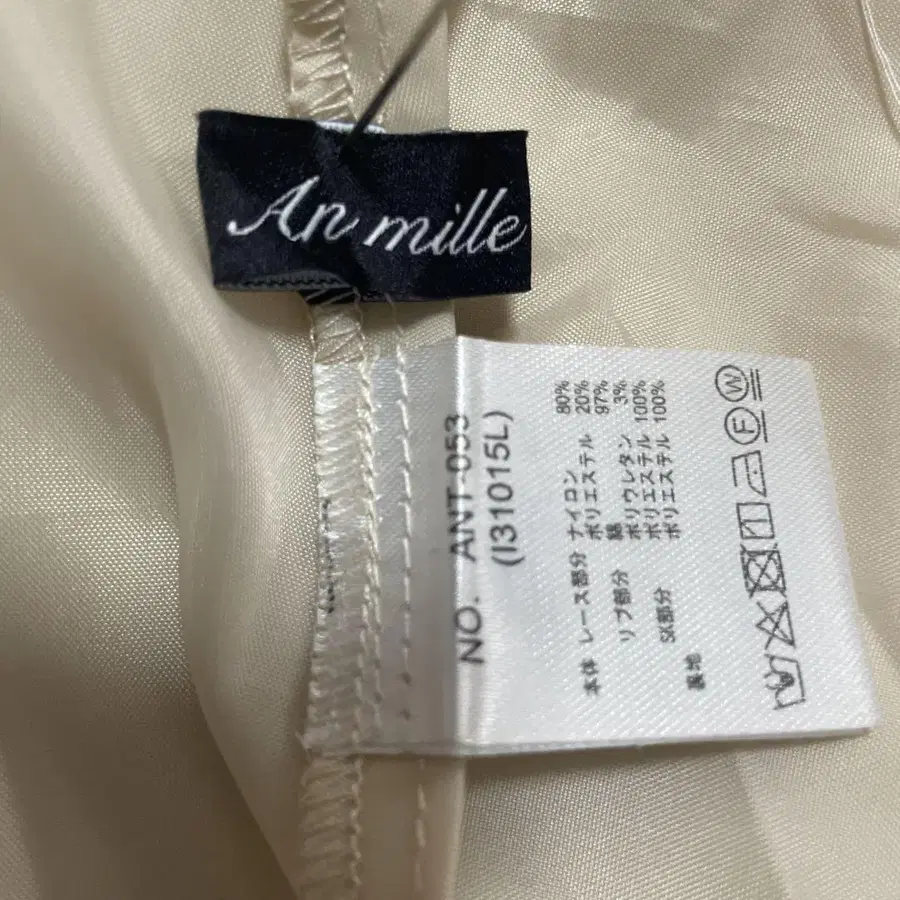 An mille
NO. ANT-053
(I31015L)
本体 レース部分 ナイロン 80%
ポリエステル 20%
リブ部分 綿 97%
ポリウレタン 3%
SK部分 ポリエステル 100%
裏地 ポリエステル 100%
F
W